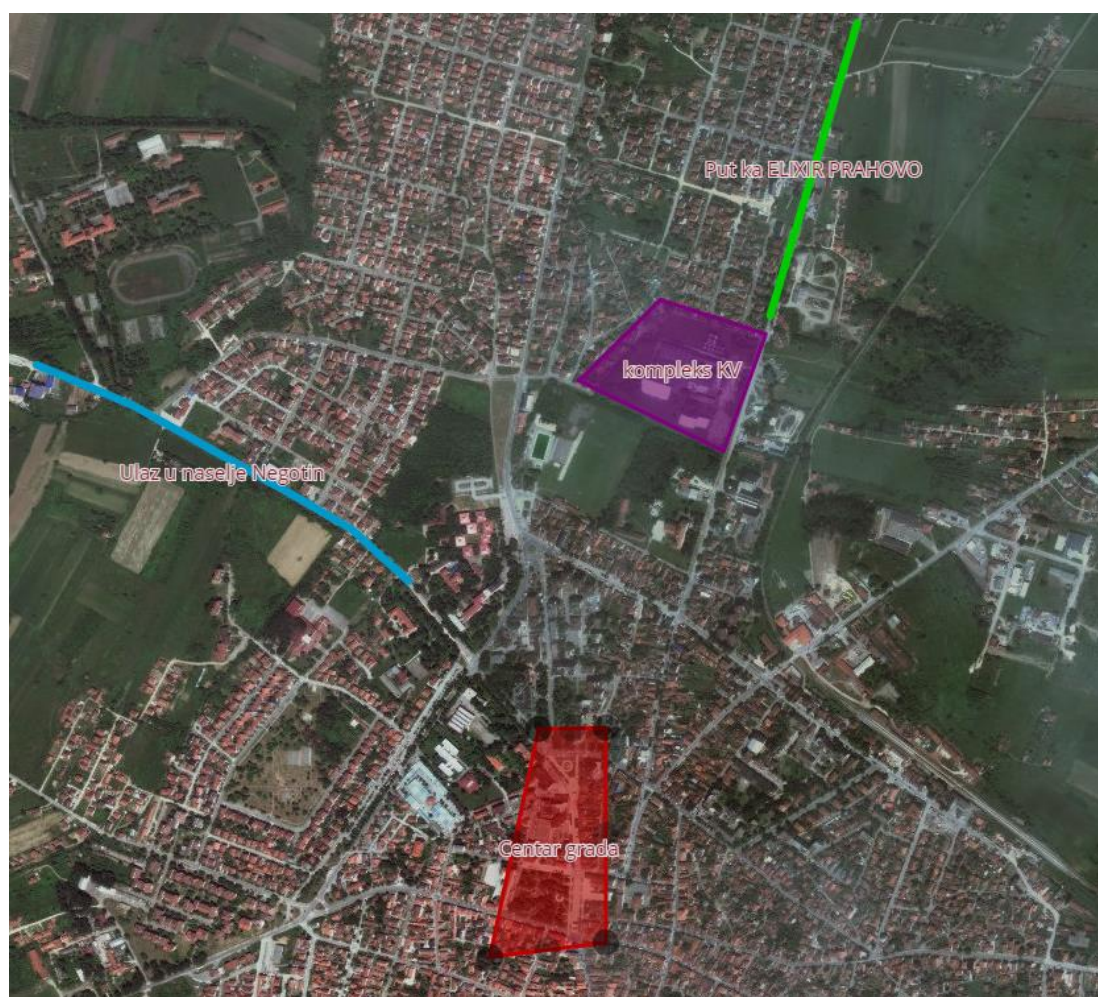 Put ka ELIXIR PRAHOVO
kompleks KV
Ulaz u naselje Negotin
Centar grada